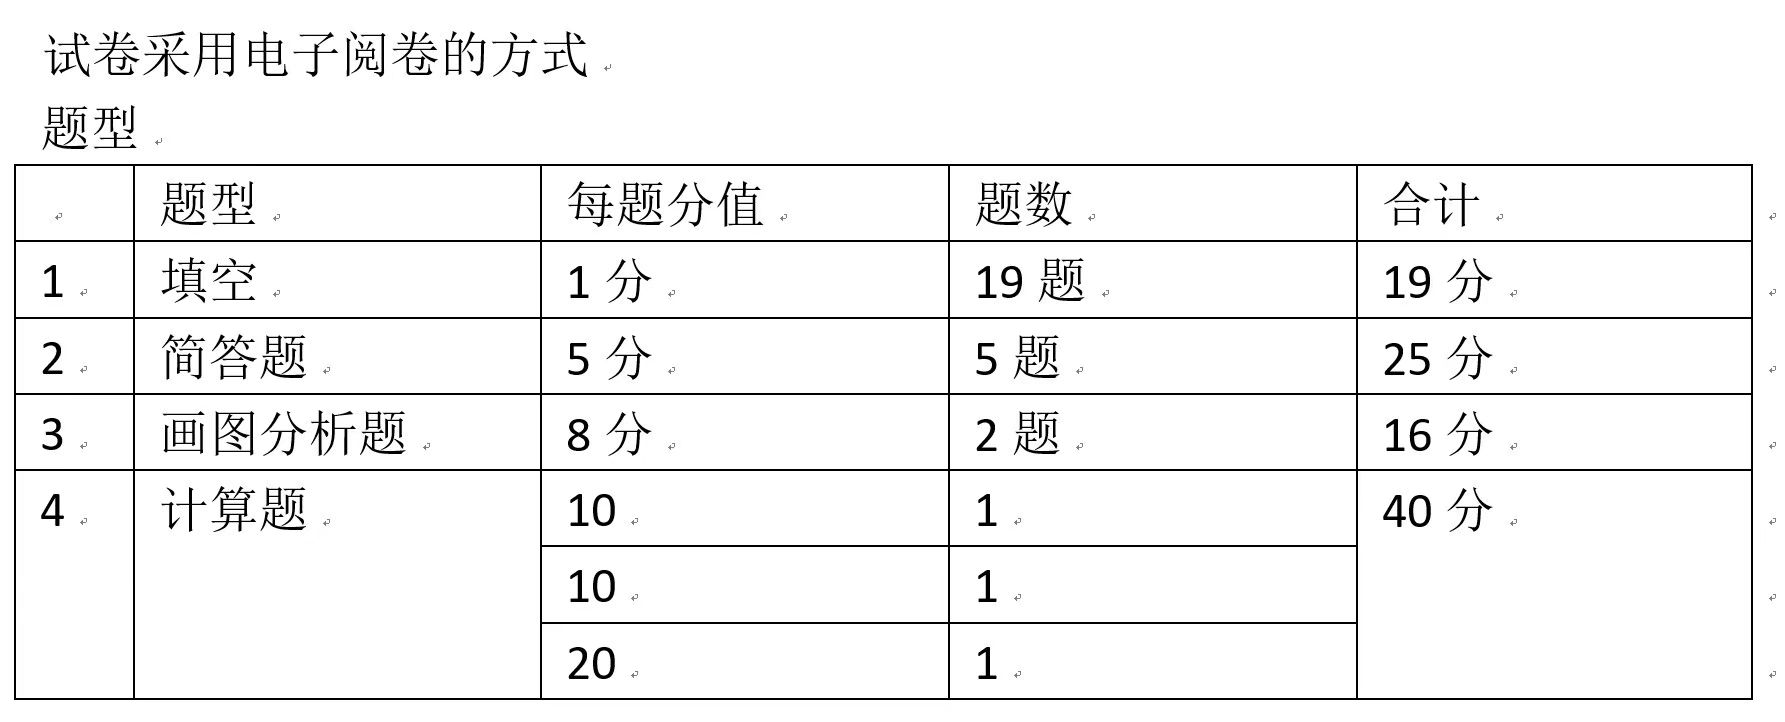 试卷采用电子阅卷的方式
题型
题型 每题分值 题数 合计
1 填空 1 分 19 题 19 分
2 简答题 5 分 5 题 25 分
3 画图分析题 8 分 2 题 16 分
4 计算题 10 1 40 分
10 1
20 1